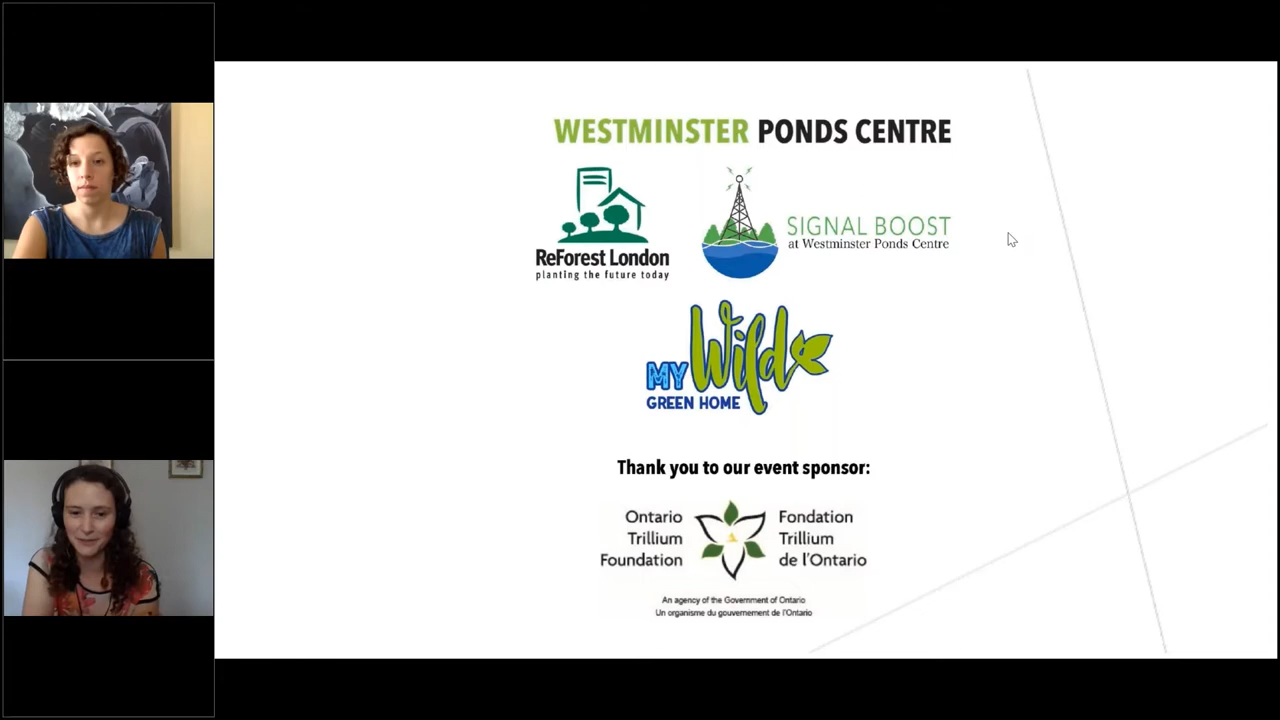 WESTMINSTER PONDS CENTRE
ReForest London
planting the future today
SIGNAL BOOST
at Westminster Ponds Centre
MY Wild
GREEN HOME
Thank you to our event sponsor:
Ontario
Trillium
Foundation
Fondation
Trillium
de l'Ontario
An agency of the Government of Ontario
Un organisme du gouvernement de l'Ontario